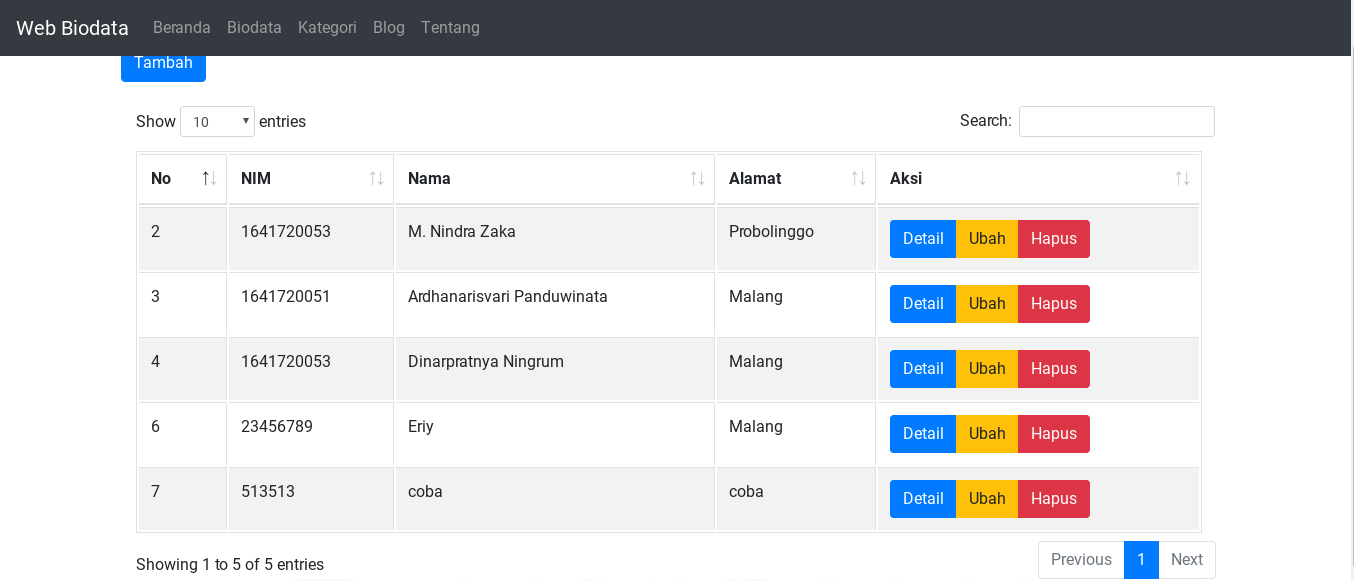 Web Biodata Beranda Biodata Kategori Blog Tentang
Tambah
Show 10 entries Search:
No NIM Nama Alamat Aksi
2 1641720053 M. Nindra Zaka Probolinggo Detail Ubah Hapus
3 1641720051 Ardhanarisvari Panduwinata Malang Detail Ubah Hapus
4 1641720053 Dinarpratnya Ningrum Malang Detail Ubah Hapus
6 23456789 Eriy Malang Detail Ubah Hapus
7 513513 coba coba Detail Ubah Hapus
Showing 1 to 5 of 5 entries Previous 1 Next